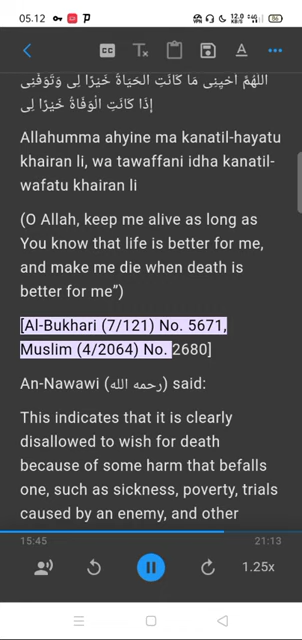 05.12
12.0
CC
A
اللَّهُمَّ أَحْيِنِي مَا كَانَتِ الْحَيَاةُ خَيْرًا لِي وَتَوَفَّنِي
إِذَا كَانَتِ الْوَفَاةُ خَيْرًا لِي
Allahumma ahyine ma kanatil-hayatu
khairan li, wa tawaffani idha kanatil-
wafatu khairan li
(O Allah, keep me alive as long as
You know that life is better for me,
and make me die when death is
better for me”)
[Al-Bukhari (7/121) No. 5671,
Muslim (4/2064) No. 2680]
An-Nawawi (رحمه الله) said:
This indicates that it is clearly
disallowed to wish for death
because of some harm that befalls
one, such as sickness, poverty, trials
caused by an enemy, and other
15:45
21:13
1.25x